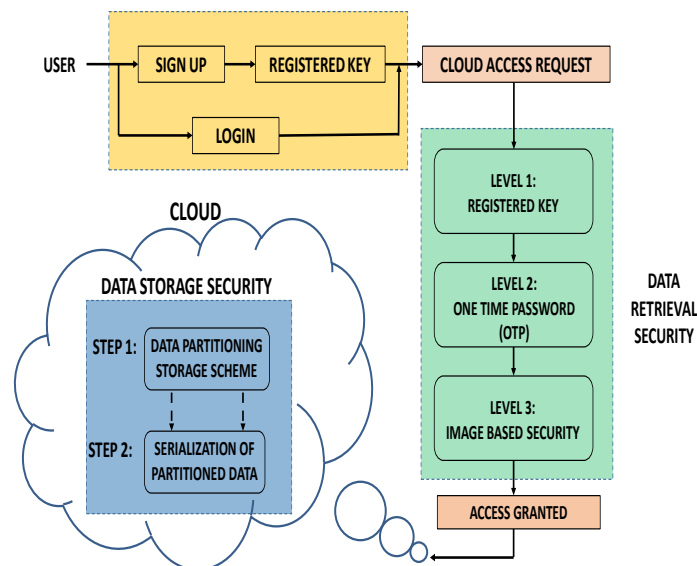 USER
SIGN UP
REGISTERED KEY
CLOUD ACCESS REQUEST
LOGIN
LEVEL 1:
REGISTERED KEY
LEVEL 2:
ONE TIME PASSWORD
(OTP)
LEVEL 3:
IMAGE BASED SECURITY
DATA
RETRIEVAL
SECURITY
ACCESS GRANTED
CLOUD
DATA STORAGE SECURITY
STEP 1:
DATA PARTITIONING
STORAGE SCHEME
STEP 2:
SERIALIZATION OF
PARTITIONED DATA